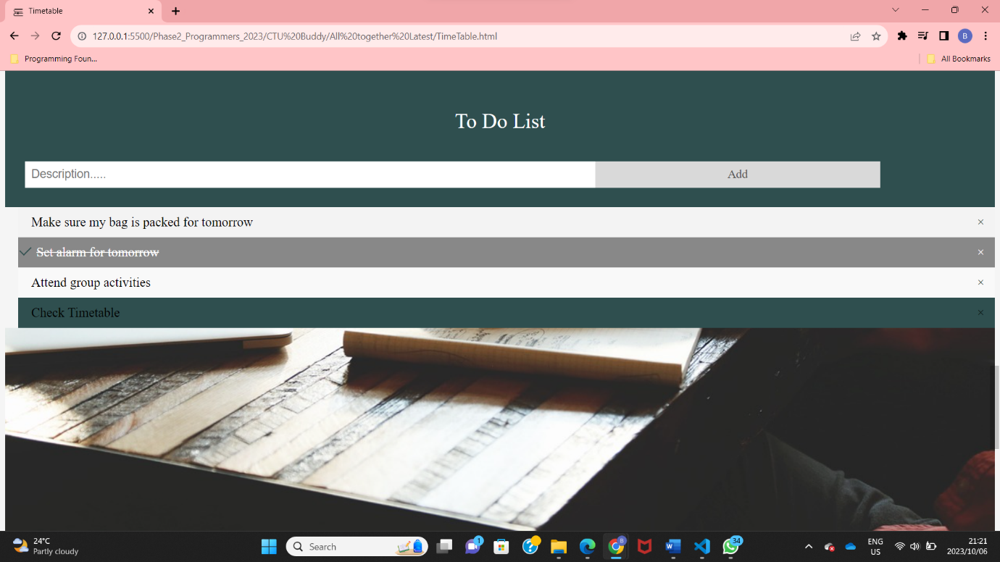 Timetable
127.0.0.1:5500/Phase2_Programmers_2023/CTU%20Buddy/All%20together%20Latest/TimeTable.html
B
Programming Foun...
All Bookmarks
To Do List
Description.....
Add
Make sure my bag is packed for tomorrow
Set alarm for tomorrow
Attend group activities
Check Timetable
24°C
Partly cloudy
Search
1
B
34
ENG
US
21:21
2023/10/06